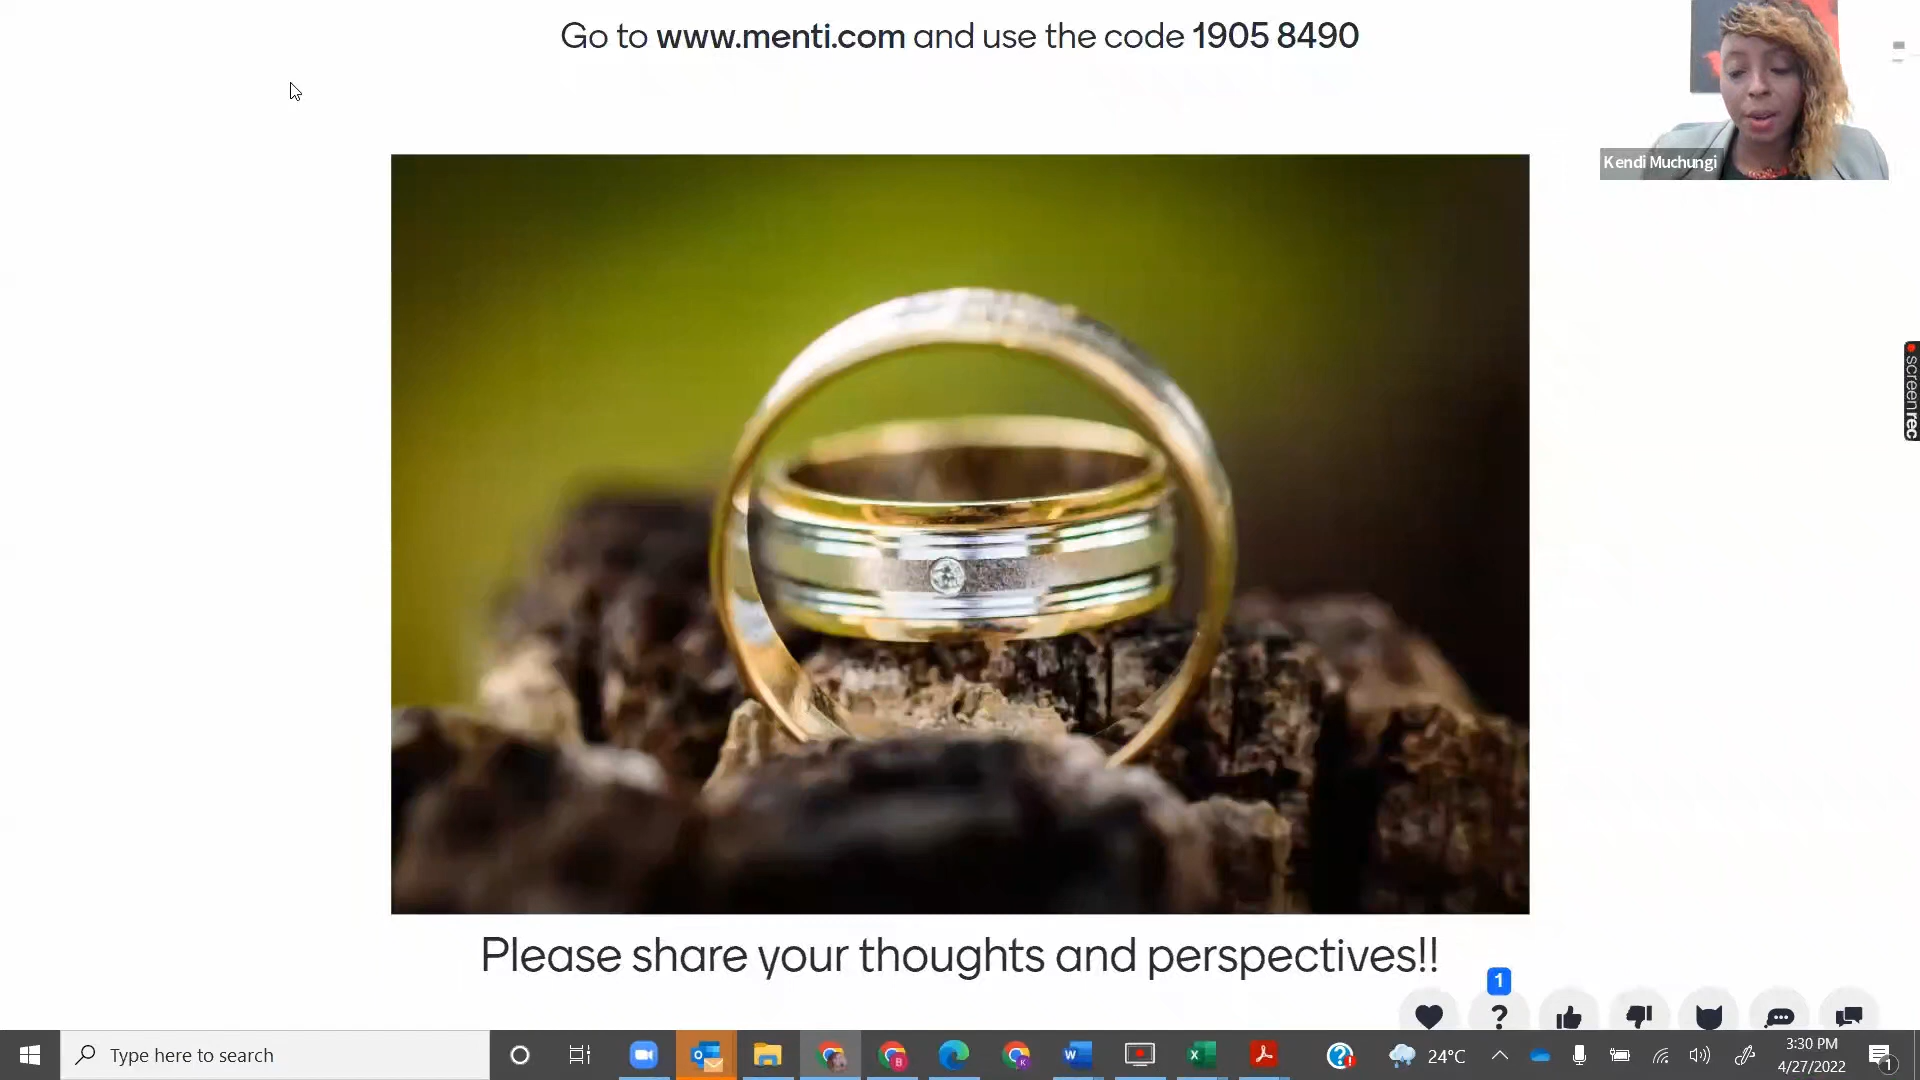 Go to www.menti.com and use the code 1905 8490
Kendi Muchungi
screenrec
Please share your thoughts and perspectives!!
1
?
Type here to search
24°C
3:30 PM
4/27/2022
1